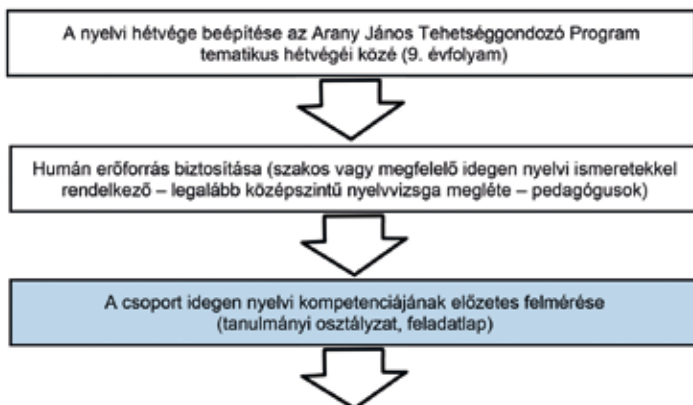 A nyelvi hétvége beépítése az Arany János Tehetséggondozó Program
tematikus hétvégéi közé (9. évfolyam)
Humán erőforrás biztosítása (szakos vagy megfelelő idegen nyelvi ismeretekkel
rendelkező – legalább középszintű nyelvvizsga megléte – pedagógusok)
A csoport idegen nyelvi kompetenciájának előzetes felmérése
(tanulmányi osztályzat, feladatlap)